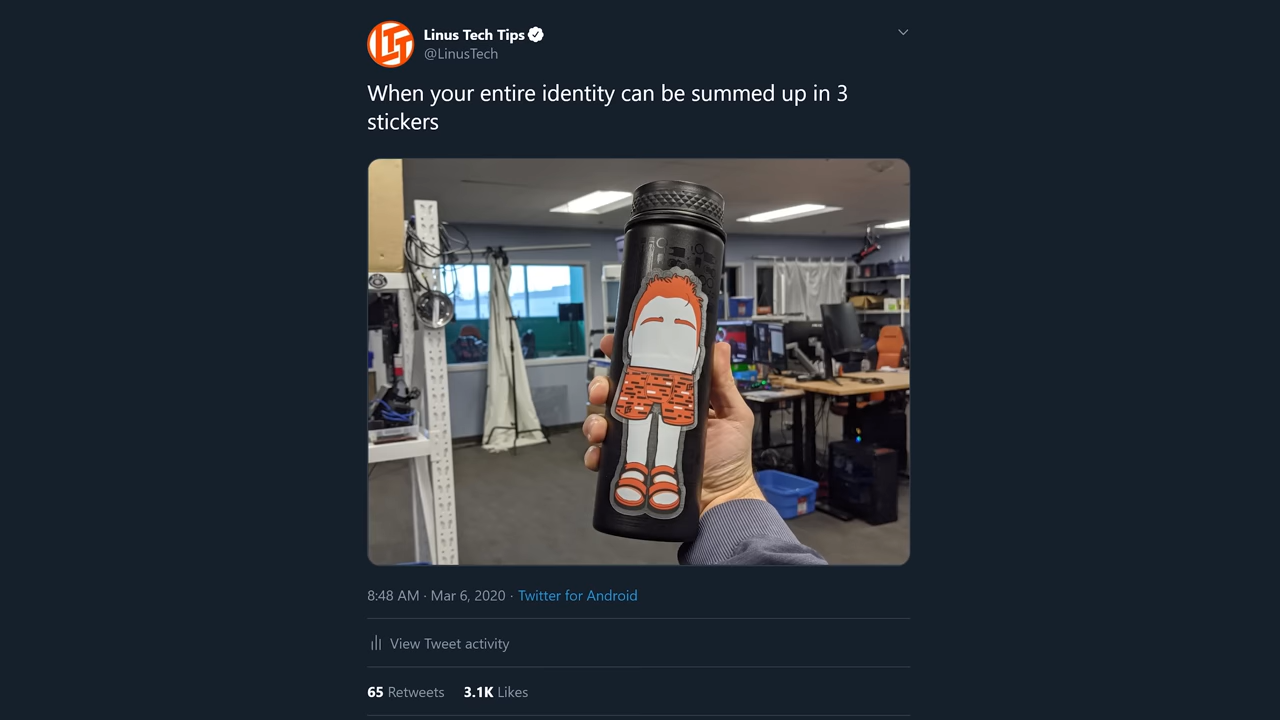 LTT
Linus Tech Tips
@LinusTech
When your entire identity can be summed up in 3
stickers
8:48 AM · Mar 6, 2020 · Twitter for Android
View Tweet activity
65 Retweets 3.1K Likes